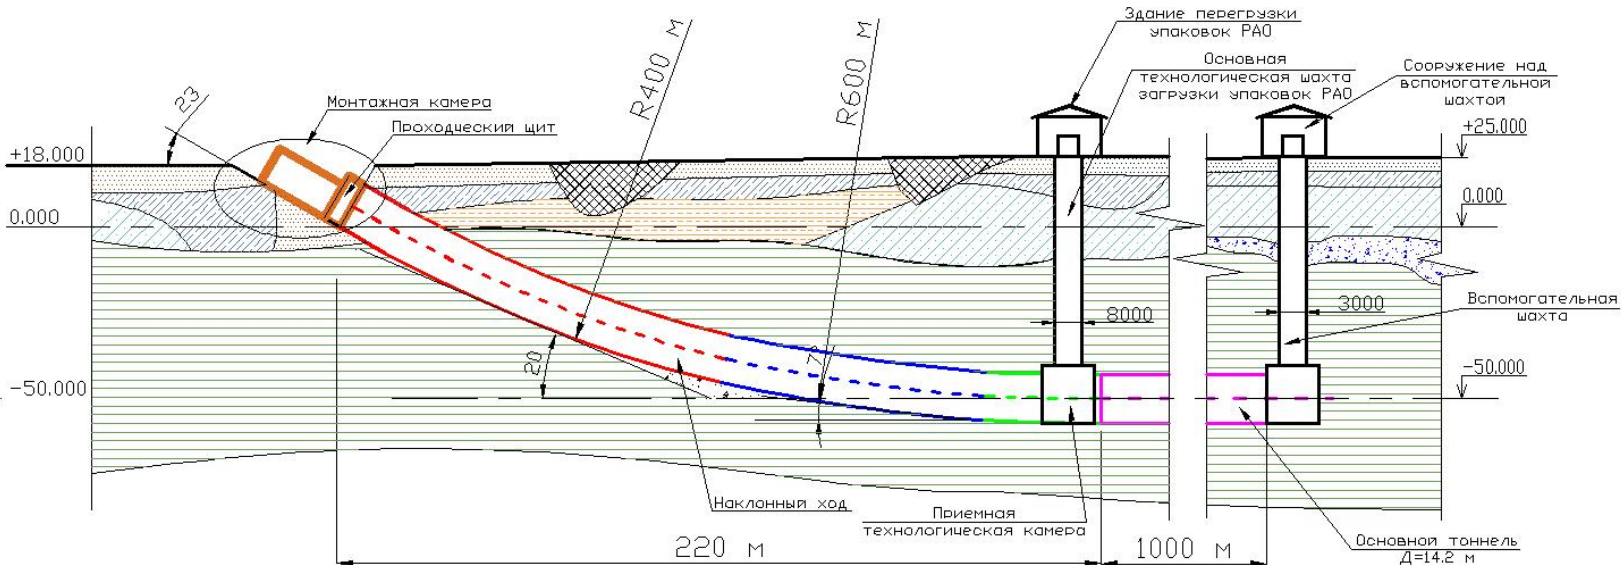 Здание перегрузки
упаковок РАО
Основная
технологическая шахта
загрузки упаковок РАО
Сооружение над
вспомогательной
шахтой
R400 м
R600 м
23
Монтажная камера
Проходческий щит
+18.000
+25.000
0.000
0.000
8000
3000
Вспомогательная
шахта
20
7°
-50.000
-50.000
Наклонный ход
Приемная
технологическая камера
Основной тоннель
Д=14.2 м
220 м
1000 м